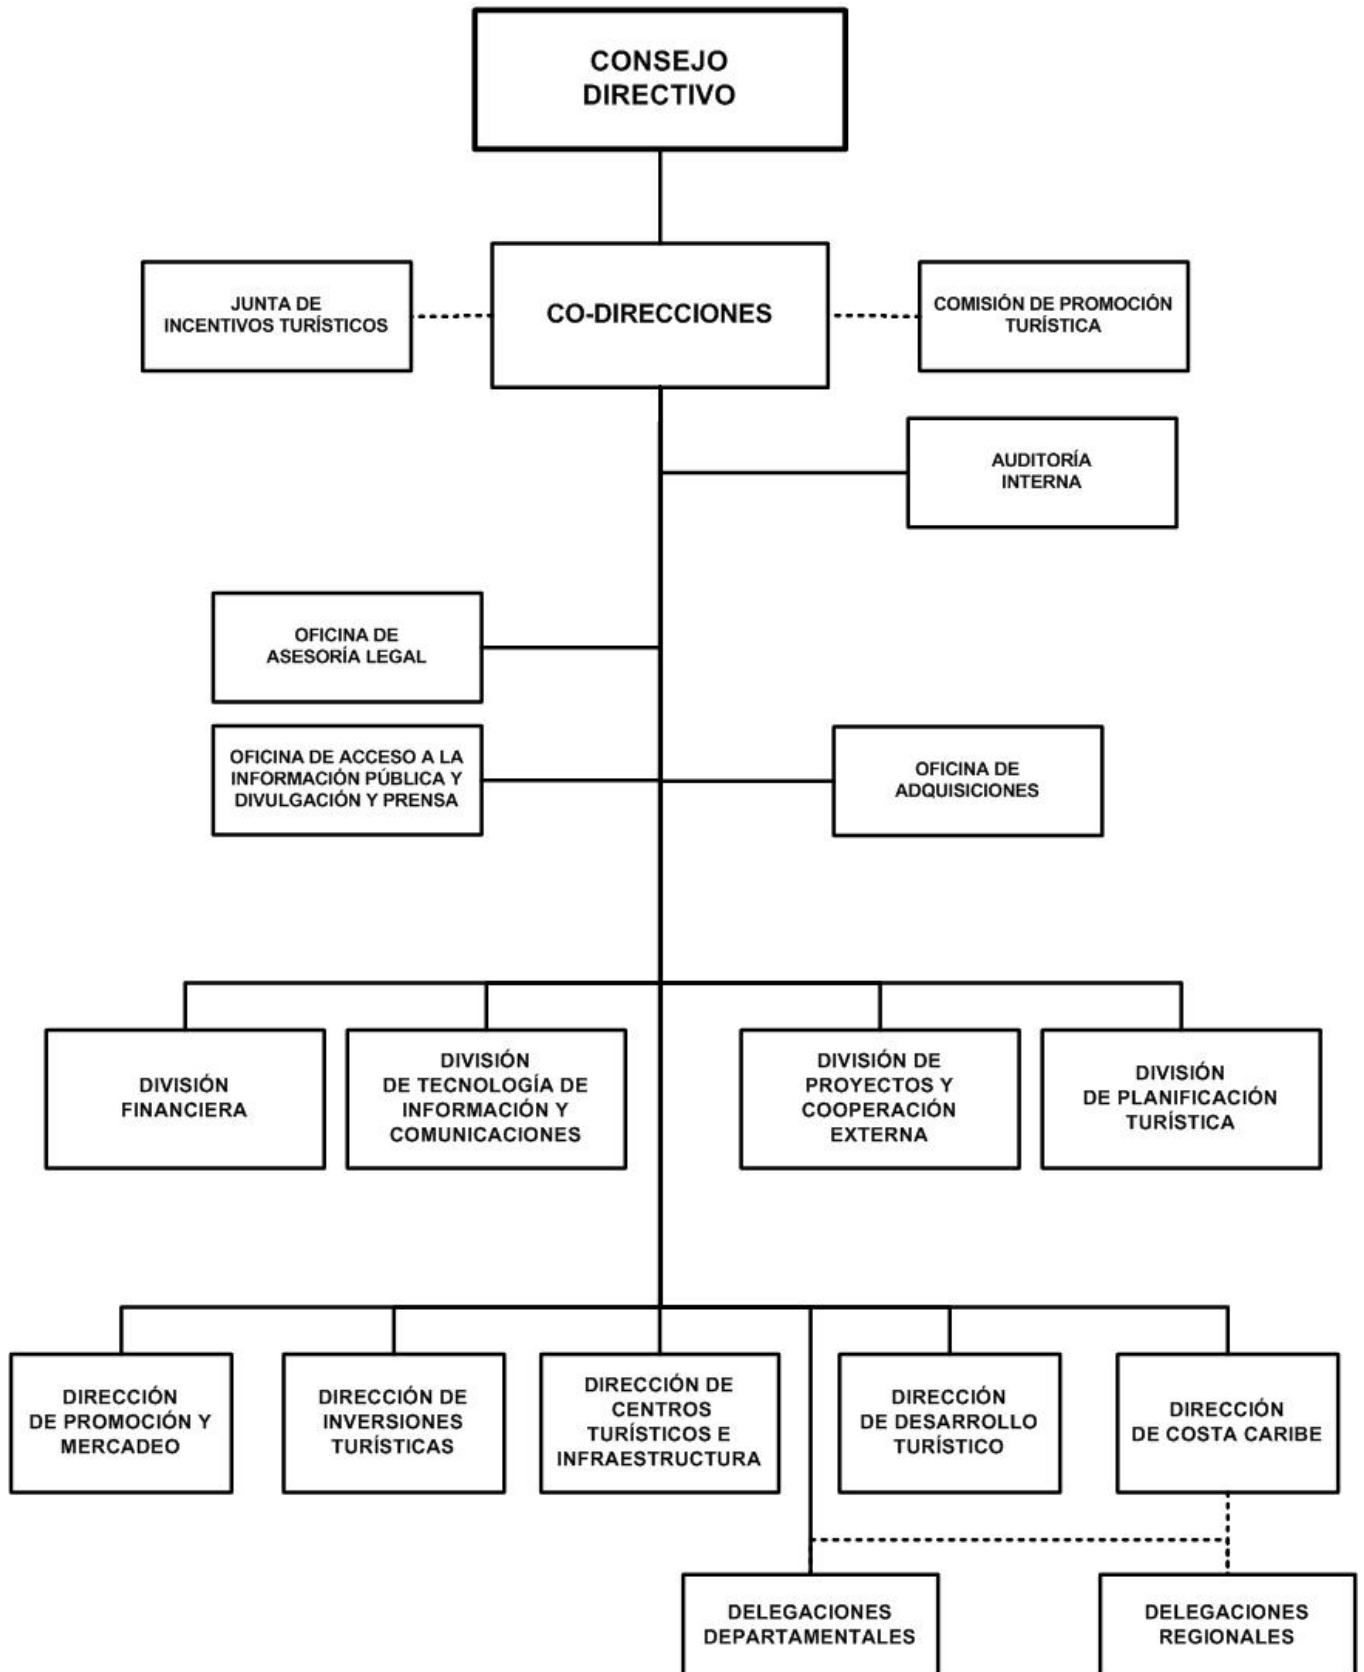 CONSEJO
DIRECTIVO
JUNTA DE
INCENTIVOS TURÍSTICOS
CO-DIRECCIONES
COMISIÓN DE PROMOCIÓN
TURÍSTICA
AUDITORÍA
INTERNA
OFICINA DE
ASESORÍA LEGAL
OFICINA DE ACCESO A LA
INFORMACIÓN PÚBLICA Y
DIVULGACIÓN Y PRENSA
OFICINA DE
ADQUISICIONES
DIVISIÓN
FINANCIERA
DIVISIÓN
DE TECNOLOGÍA DE
INFORMACIÓN Y
COMUNICACIONES
DIVISIÓN DE
PROYECTOS Y
COOPERACIÓN
EXTERNA
DIVISIÓN
DE PLANIFICACIÓN
TURÍSTICA
DIRECCIÓN
DE PROMOCIÓN Y
MERCADEO
DIRECCIÓN DE
INVERSIONES
TURÍSTICAS
DIRECCIÓN DE
CENTROS
TURÍSTICOS E
INFRAESTRUCTURA
DIRECCIÓN
DE DESARROLLO
TURÍSTICO
DIRECCIÓN
DE COSTA CARIBE
DELEGACIONES
DEPARTAMENTALES
DELEGACIONES
REGIONALES